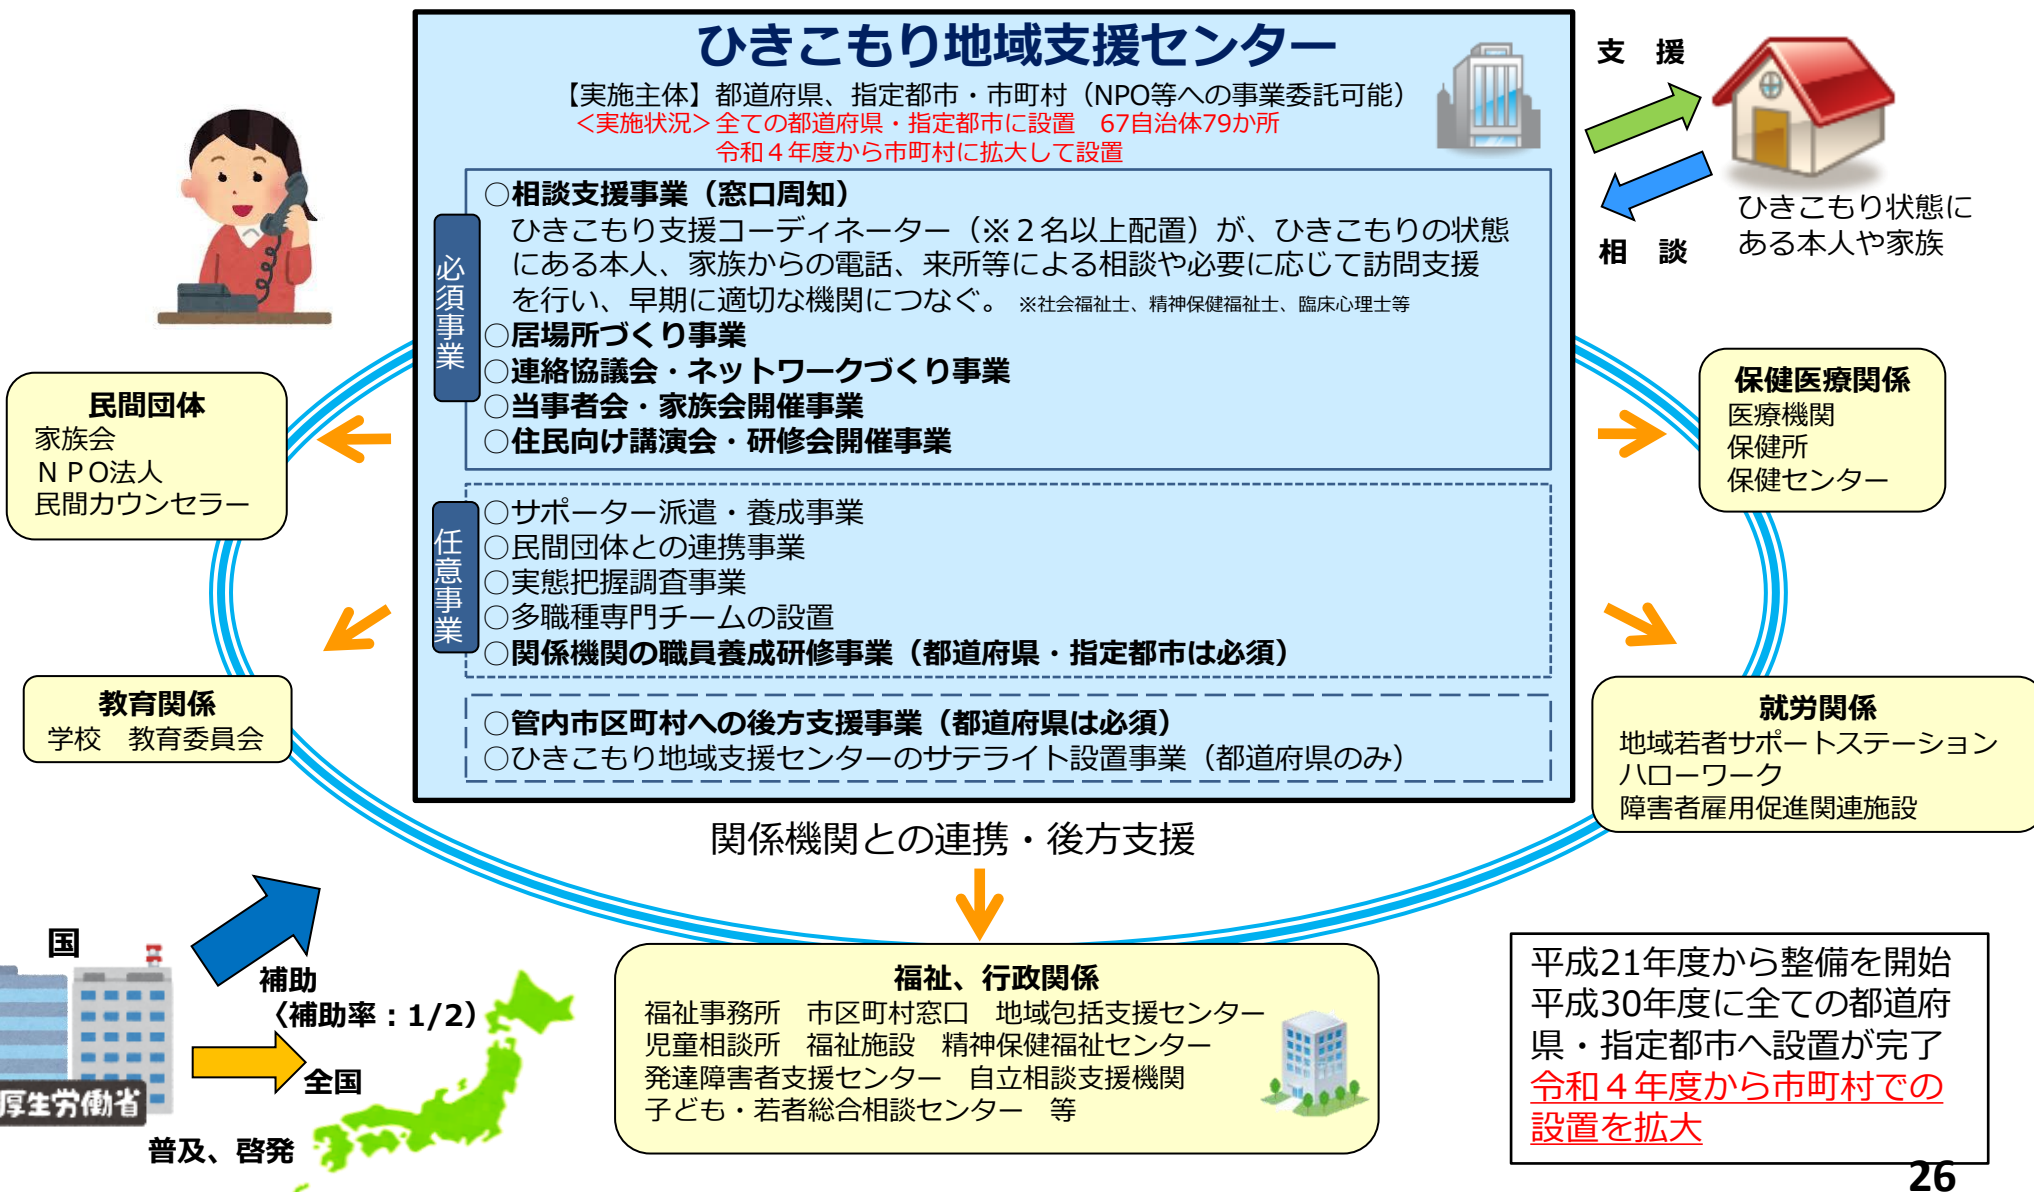 ひきこもり地域支援センター
【実施主体】都道府県、指定都市・市町村（NPO等への事業委託可能）
＜実施状況＞全ての都道府県・指定都市に設置　67自治体79か所
令和４年度から市町村に拡大して設置
必須事業
○相談支援事業（窓口周知）
ひきこもり支援コーディネーター（※２名以上配置）が、ひきこもりの状態
にある本人、家族からの電話、来所等による相談や必要に応じて訪問支援
を行い、早期に適切な機関につなぐ。 ※社会福祉士、精神保健福祉士、臨床心理士等
○居場所づくり事業
○連絡協議会・ネットワークづくり事業
○当事者会・家族会開催事業
○住民向け講演会・研修会開催事業
任意事業
○サポーター派遣・養成事業
○民間団体との連携事業
○実態把握調査事業
○多職種専門チームの設置
○関係機関の職員養成研修事業（都道府県・指定都市は必須）
○管内市区町村への後方支援事業（都道府県は必須）
○ひきこもり地域支援センターのサテライト設置事業（都道府県のみ）
支　援
相　談
ひきこもり状態に
ある本人や家族
民間団体
家族会
ＮＰＯ法人
民間カウンセラー
保健医療関係
医療機関
保健所
保健センター
教育関係
学校　教育委員会
就労関係
地域若者サポートステーション
ハローワーク
障害者雇用促進関連施設
関係機関との連携・後方支援
福祉、行政関係
福祉事務所　市区町村窓口　地域包括支援センター
児童相談所　福祉施設　精神保健福祉センター
発達障害者支援センター　自立相談支援機関
子ども・若者総合相談センター　等
国
厚生労働省
補助
〈補助率：1/2〉
全国
普及、啓発
平成21年度から整備を開始
平成30年度に全ての都道府
県・指定都市へ設置が完了
令和４年度から市町村での
設置を拡大
26